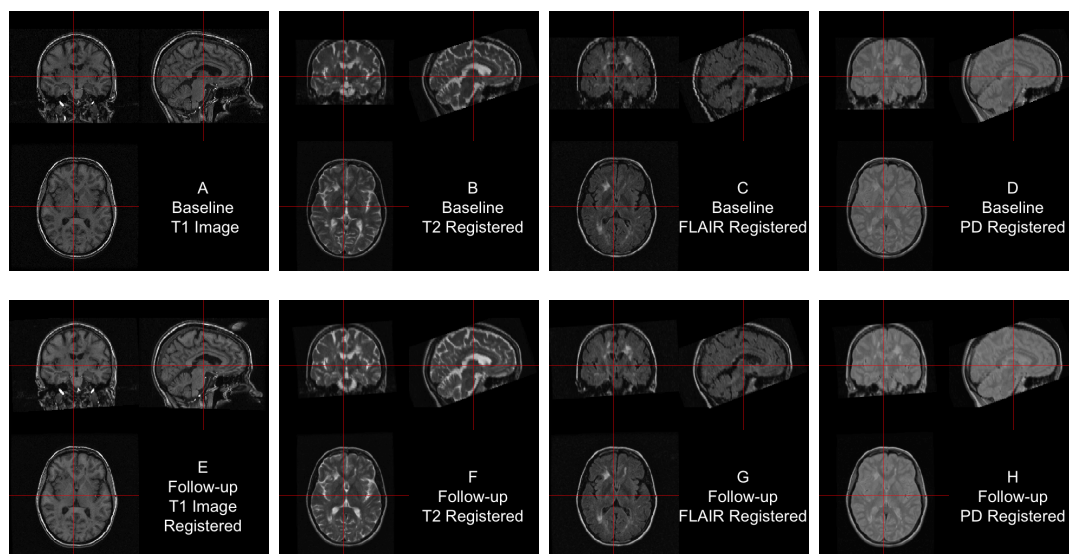 A
Baseline
T1 Image
B
Baseline
T2 Registered
C
Baseline
FLAIR Registered
D
Baseline
PD Registered
E
Follow-up
T1 Image
Registered
F
Follow-up
T2 Registered
G
Follow-up
FLAIR Registered
H
Follow-up
PD Registered